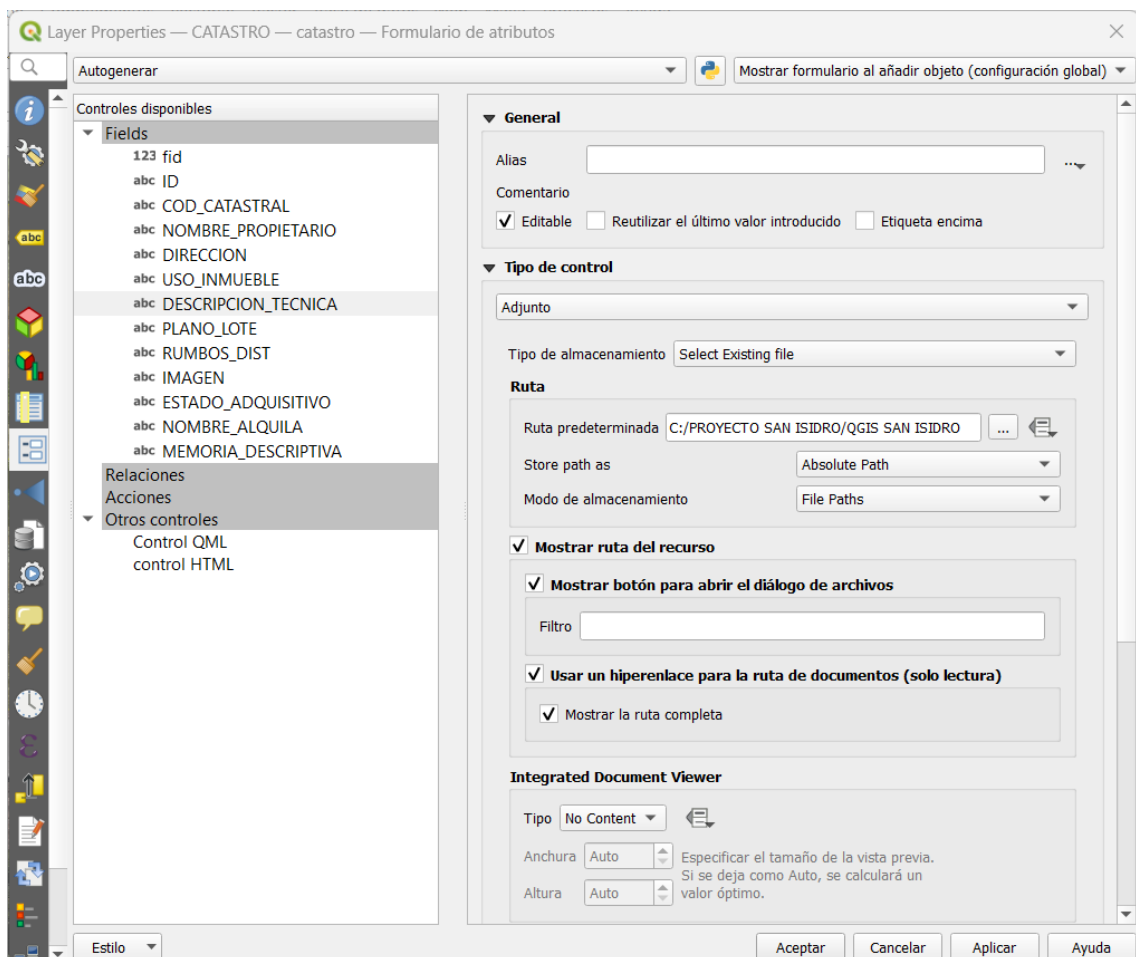 Layer Properties — CATASTRO — catastro — Formulario de atributos
Autogenerar
Mostrar formulario al añadir objeto (configuración global)
Controles disponibles
Fields
123 fid
abc ID
abc COD_CATASTRAL
abc NOMBRE_PROPIETARIO
abc DIRECCION
abc USO_INMUEBLE
abc DESCRIPCION_TECNICA
abc PLANO_LOTE
abc RUMBOS_DIST
abc IMAGEN
abc ESTADO_ADQUISITIVO
abc NOMBRE_ALQUILA
abc MEMORIA_DESCRIPTIVA
Relaciones
Acciones
Otros controles
Control QML
control HTML
abc
abc
General
Alias
...
Comentario
Editable Reutilizar el último valor introducido Etiqueta encima
Tipo de control
Adjunto
Tipo de almacenamiento Select Existing file
Ruta
Ruta predeterminada C:/PROYECTO SAN ISIDRO/QGIS SAN ISIDRO ...
Store path as Absolute Path
Modo de almacenamiento File Paths
Mostrar ruta del recurso
Mostrar botón para abrir el diálogo de archivos
Filtro
Usar un hiperenlace para la ruta de documentos (solo lectura)
Mostrar la ruta completa
Integrated Document Viewer
Tipo No Content
Anchura Auto
Altura Auto
Especificar el tamaño de la vista previa.
Si se deja como Auto, se calculará un
valor óptimo.
Estilo
Aceptar Cancelar Aplicar Ayuda